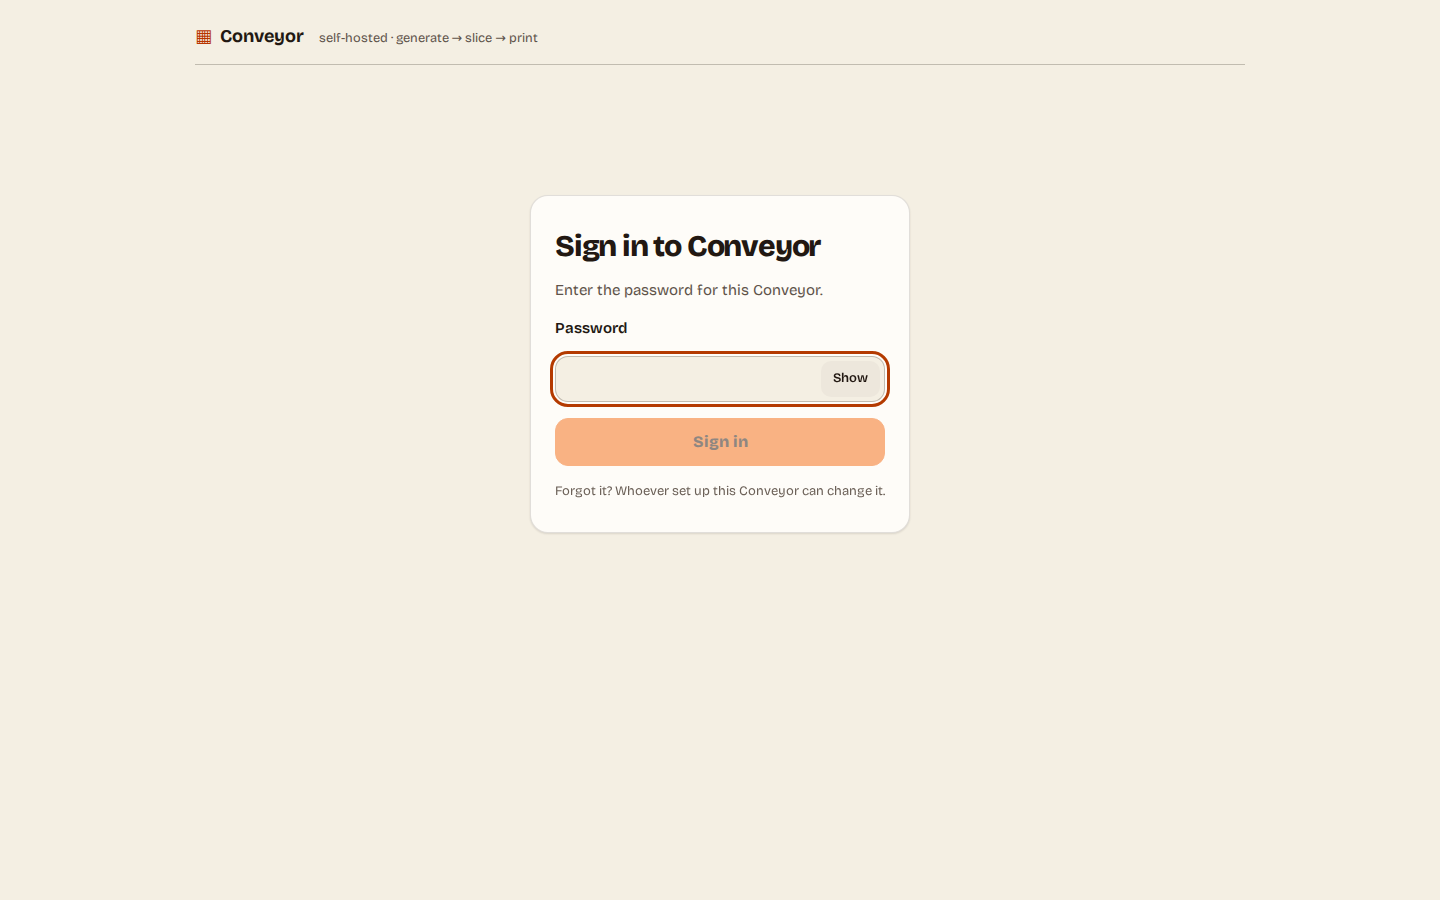 Conveyor self-hosted · generate → slice → print
Sign in to Conveyor
Enter the password for this Conveyor.
Password
Show
Sign in
Forgot it? Whoever set up this Conveyor can change it.